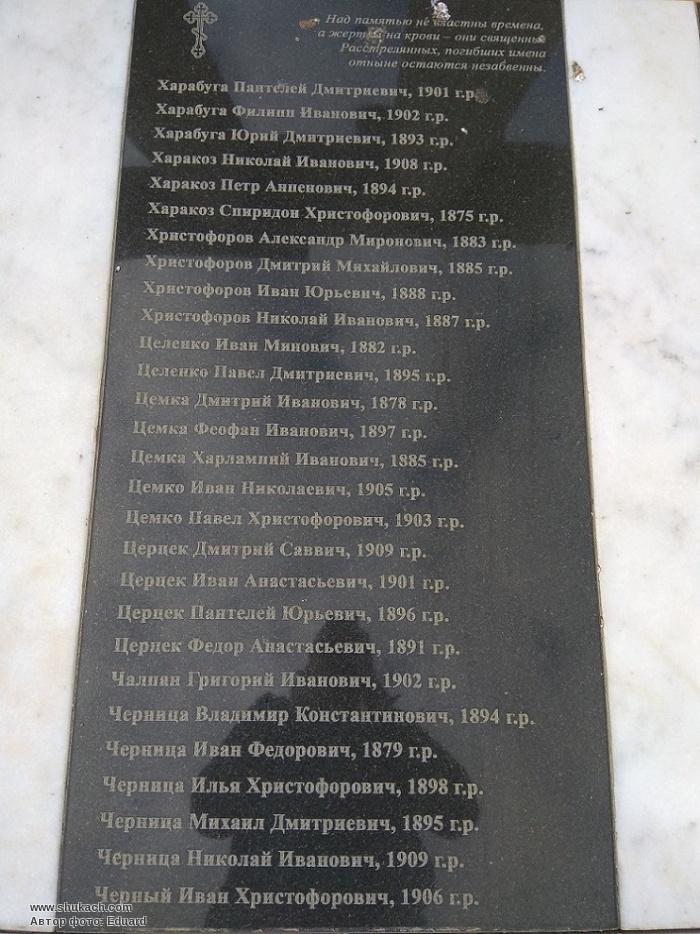 Над памятью не властны времена,
а жертвы на крови – они священны
Расстрелянных, погибших имена
отныне остаются незабвенны.
Харабуга Пантелей Дмитриевич, 1901 г.р.
Харабуга Филипп Иванович, 1902 г.р.
Харабуга Юрий Дмитриевич, 1893 г.р.
Харакоз Николай Иванович, 1908 г.р.
Харакоз Петр Анпенович, 1894 г.р.
Харакоз Спиридон Христофорович, 1875 г.р.
Христофоров Александр Миронович, 1883 г.р.
Христофоров Дмитрий Михайлович, 1885 г.р.
Христофоров Иван Юрьевич, 1888 г.р.
Христофоров Николай Иванович, 1887 г.р.
Целенко Иван Минович, 1882 г.р.
Целенко Павел Дмитриевич, 1895 г.р.
Цемка Дмитрий Иванович, 1878 г.р.
Цемка Феофан Иванович, 1897 г.р.
Цемка Харлампий Иванович, 1885 г.р.
Цемко Иван Николаевич, 1905 г.р.
Цемко Павел Христофорович, 1903 г.р.
Церцек Дмитрий Саввич, 1909 г.р.
Церцек Иван Анастасьевич, 1901 г.р.
Церцек Пантелей Юрьевич, 1896 г.р.
Церцек Федор Анастасьевич, 1891 г.р.
Чалпан Григорий Иванович, 1902 г.р.
Черница Владимир Константинович, 1894 г.р.
Черница Иван Федорович, 1879 г.р.
Черница Илья Христофорович, 1898 г.р.
Черница Михаил Дмитриевич, 1895 г.р.
Черница Николай Иванович, 1909 г.р.
Черный Иван Христофорович, 1906 г.р.
www.shukach.com
Автор фото: Eduard